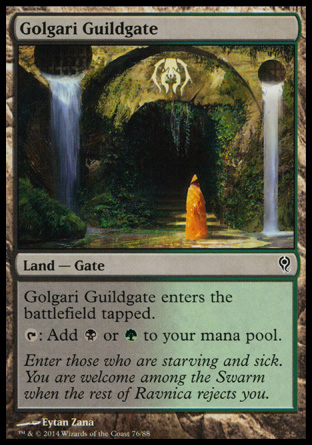 Golgari Guildgate
Land — Gate
Golgari Guildgate enters the
battlefield tapped.
: Add or to your mana pool.
Enter those who are starving and sick.
You are welcome among the Swarm
when the rest of Ravnica rejects you.
Eytan Zana
™ & © 2014 Wizards of the Coast 76/88